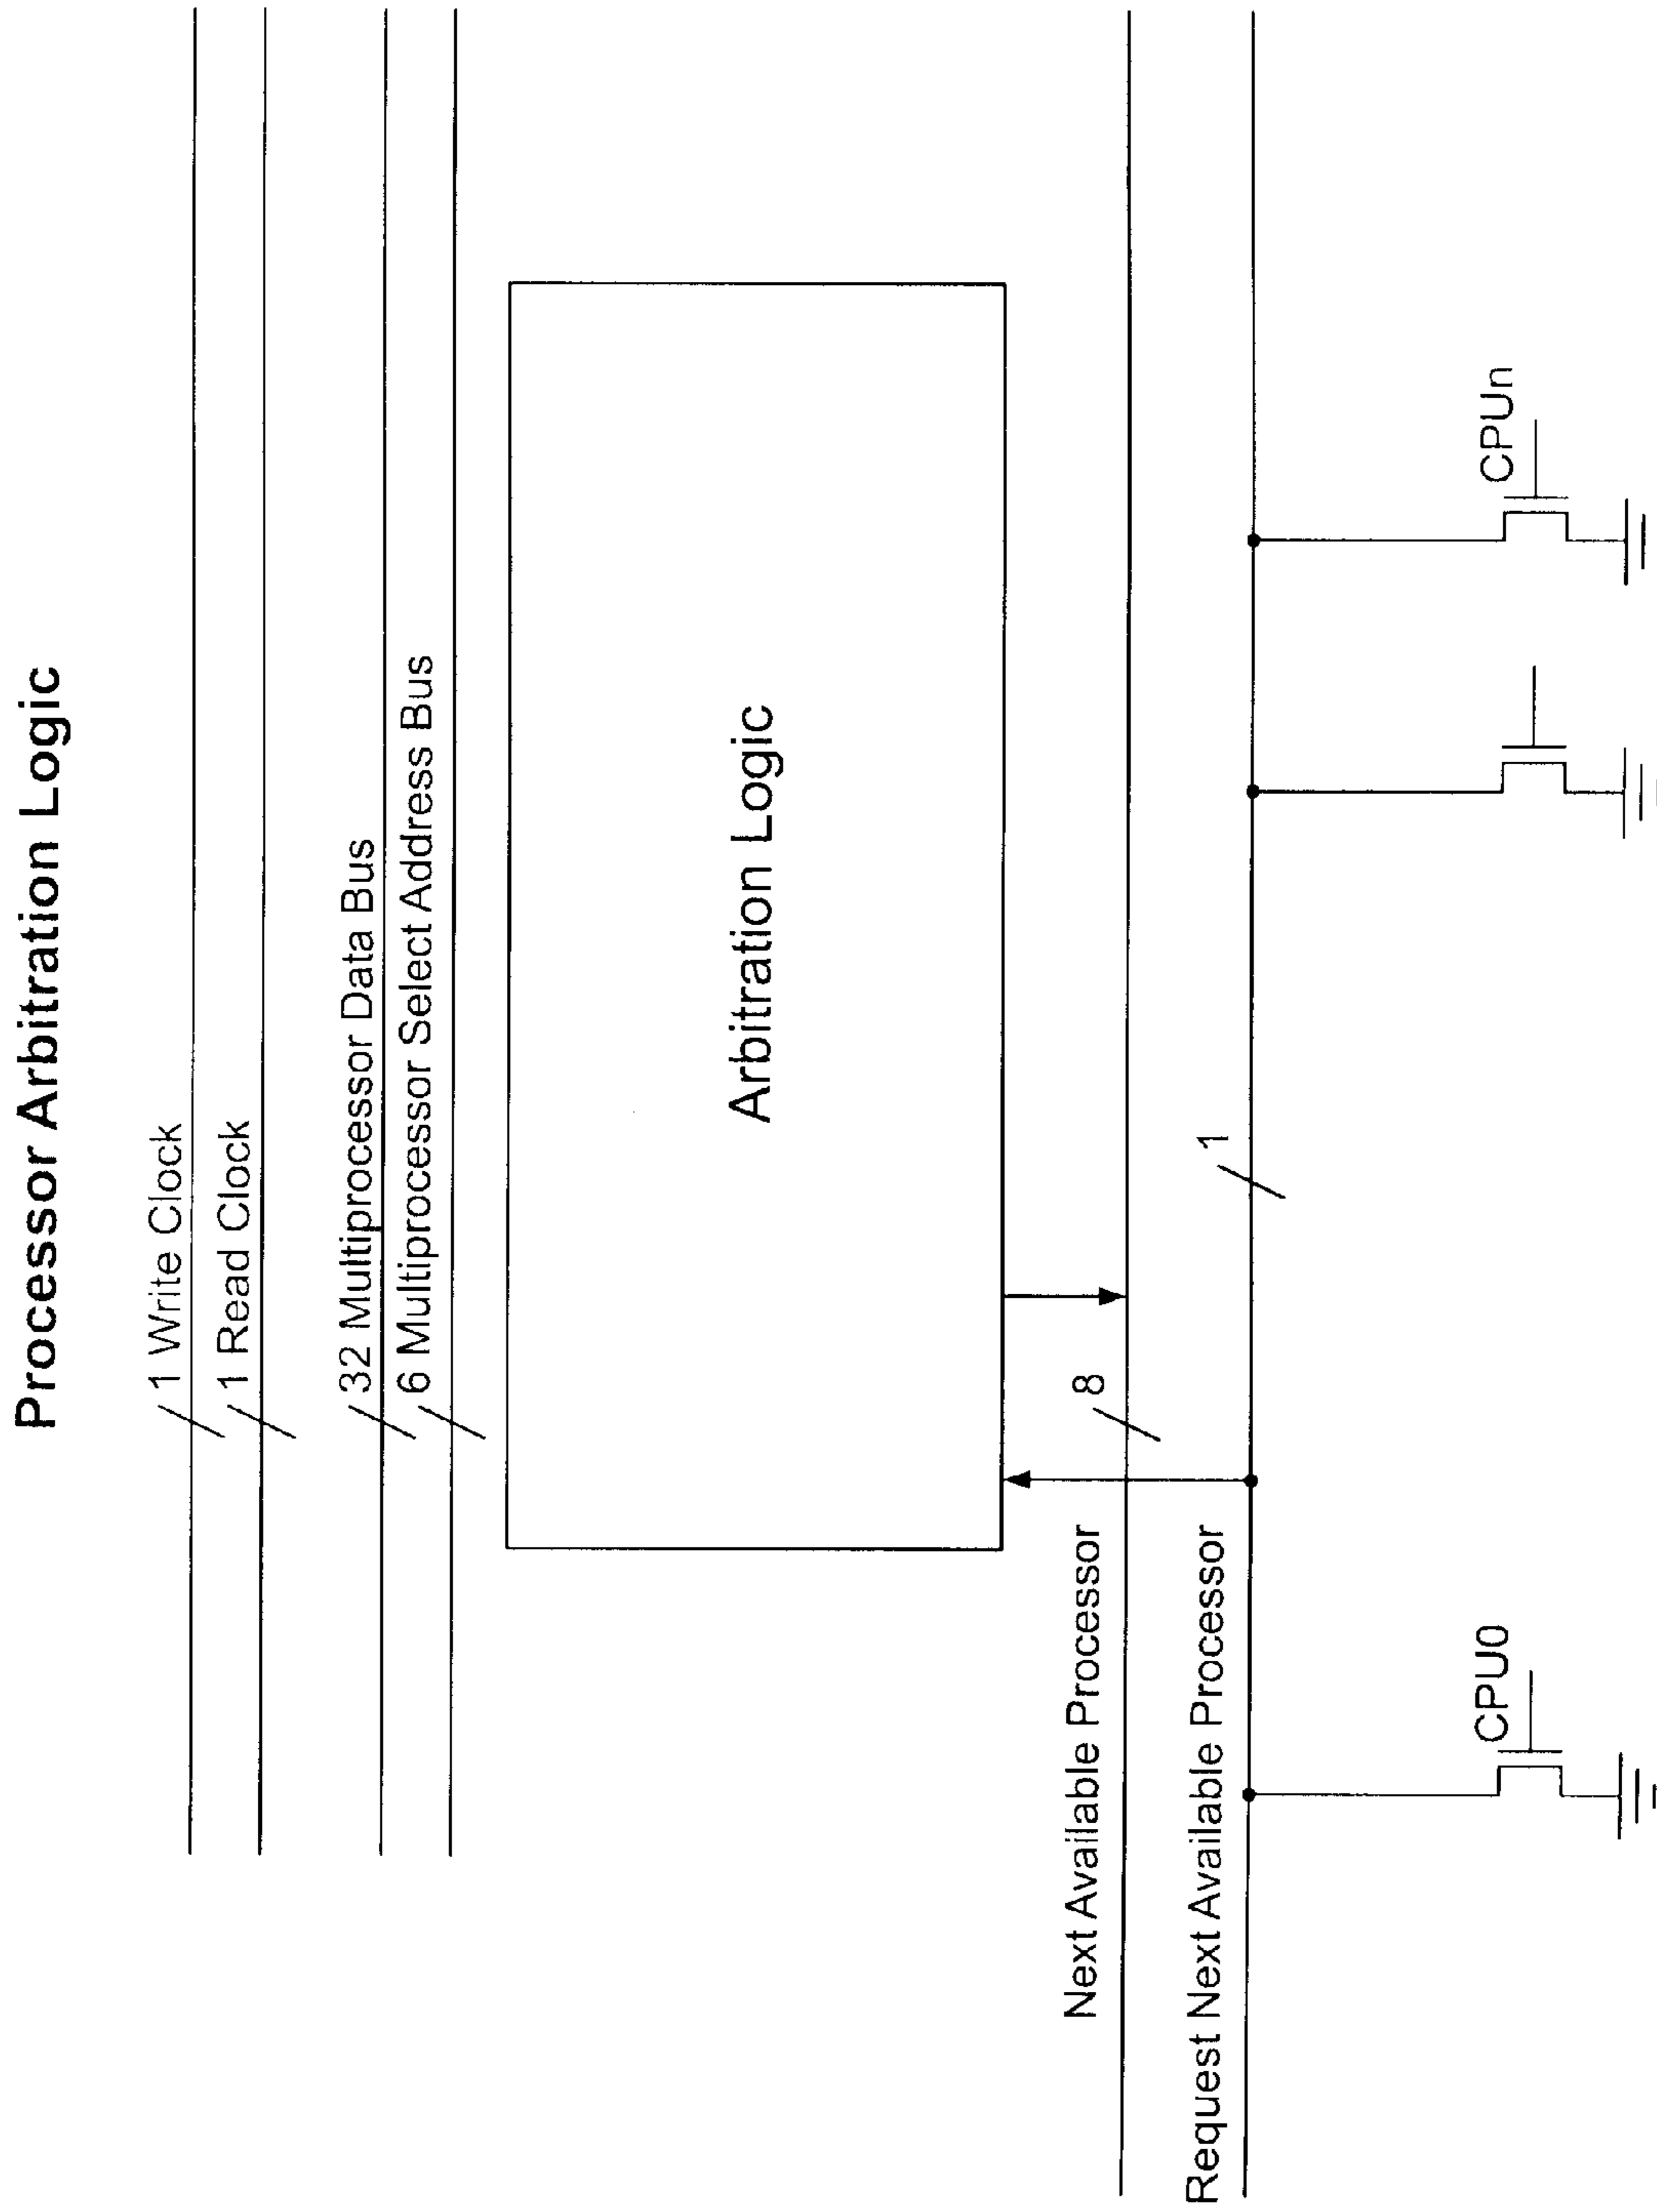 Processor Arbitration Logic
1 Write Clock
1 Read Clock
32 Multiprocessor Data Bus
6 Multiprocessor Select Address Bus
Arbitration Logic
Next Available Processor
8
Request Next Available Processor
1
CPU0
CPUn